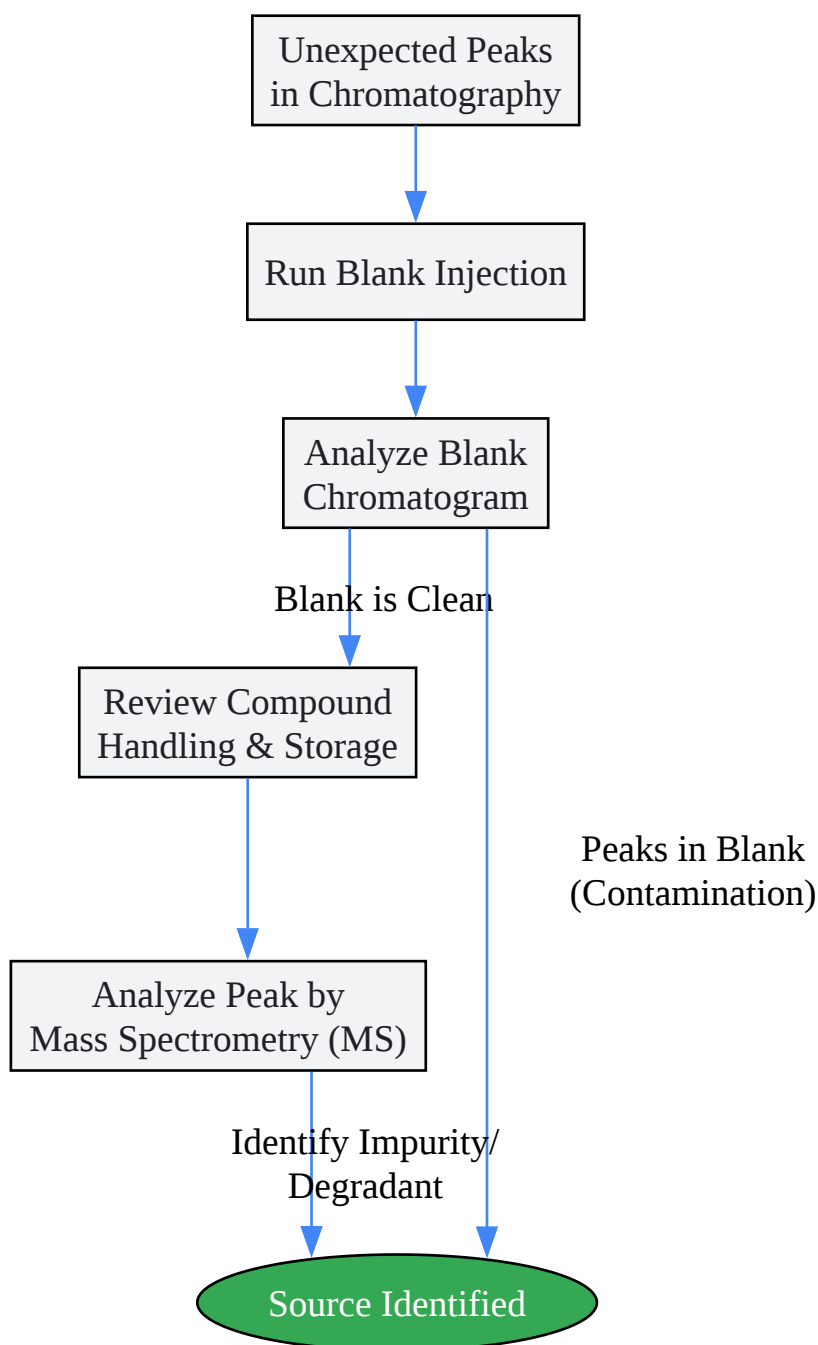 Unexpected Peaks
in Chromatography
Run Blank Injection
Analyze Blank
Chromatogram
Blank is Clean
Review Compound
Handling & Storage
Peaks in Blank
(Contamination)
Analyze Peak by
Mass Spectrometry (MS)
Identify Impurity/
Degradant
Source Identified